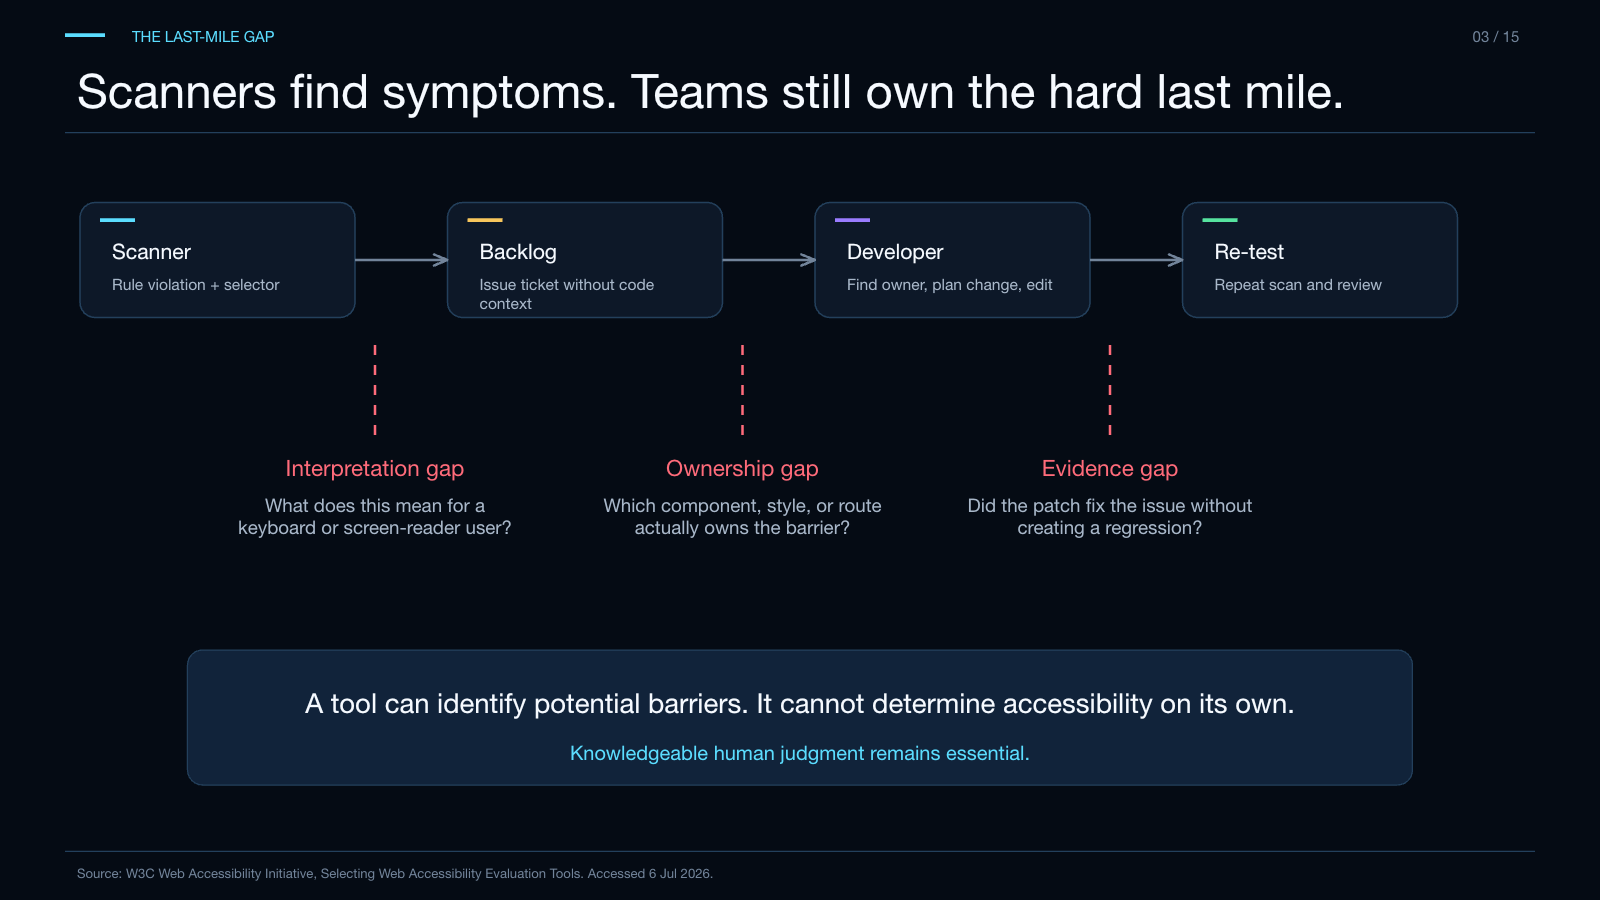 THE LAST-MILE GAP
03 / 15
Scanners find symptoms. Teams still own the hard last mile.
Scanner
Rule violation + selector
Backlog
Issue ticket without code
context
Developer
Find owner, plan change, edit
Re-test
Repeat scan and review
Interpretation gap
What does this mean for a
keyboard or screen-reader user?
Ownership gap
Which component, style, or route
actually owns the barrier?
Evidence gap
Did the patch fix the issue without
creating a regression?
A tool can identify potential barriers. It cannot determine accessibility on its own.
Knowledgeable human judgment remains essential.
Source: W3C Web Accessibility Initiative, Selecting Web Accessibility Evaluation Tools. Accessed 6 Jul 2026.